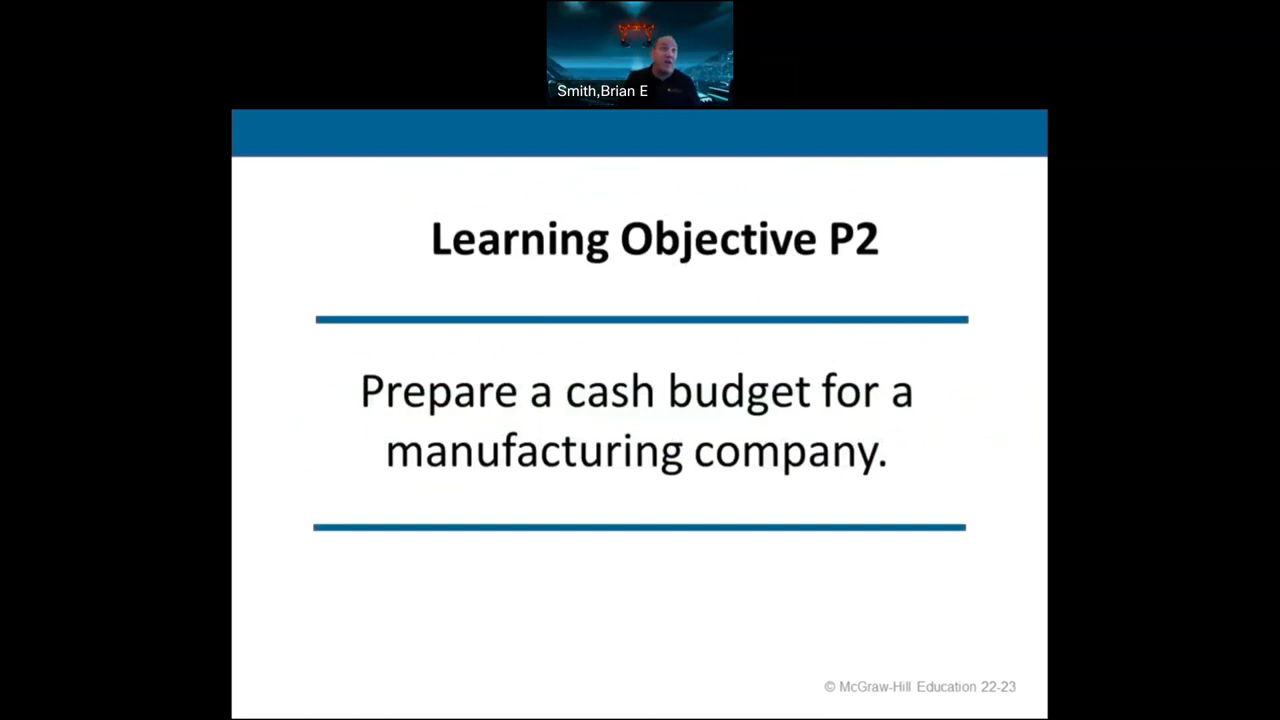 Smith,Brian E
Learning Objective P2
Prepare a cash budget for a
manufacturing company.
© McGraw-Hill Education 22-23